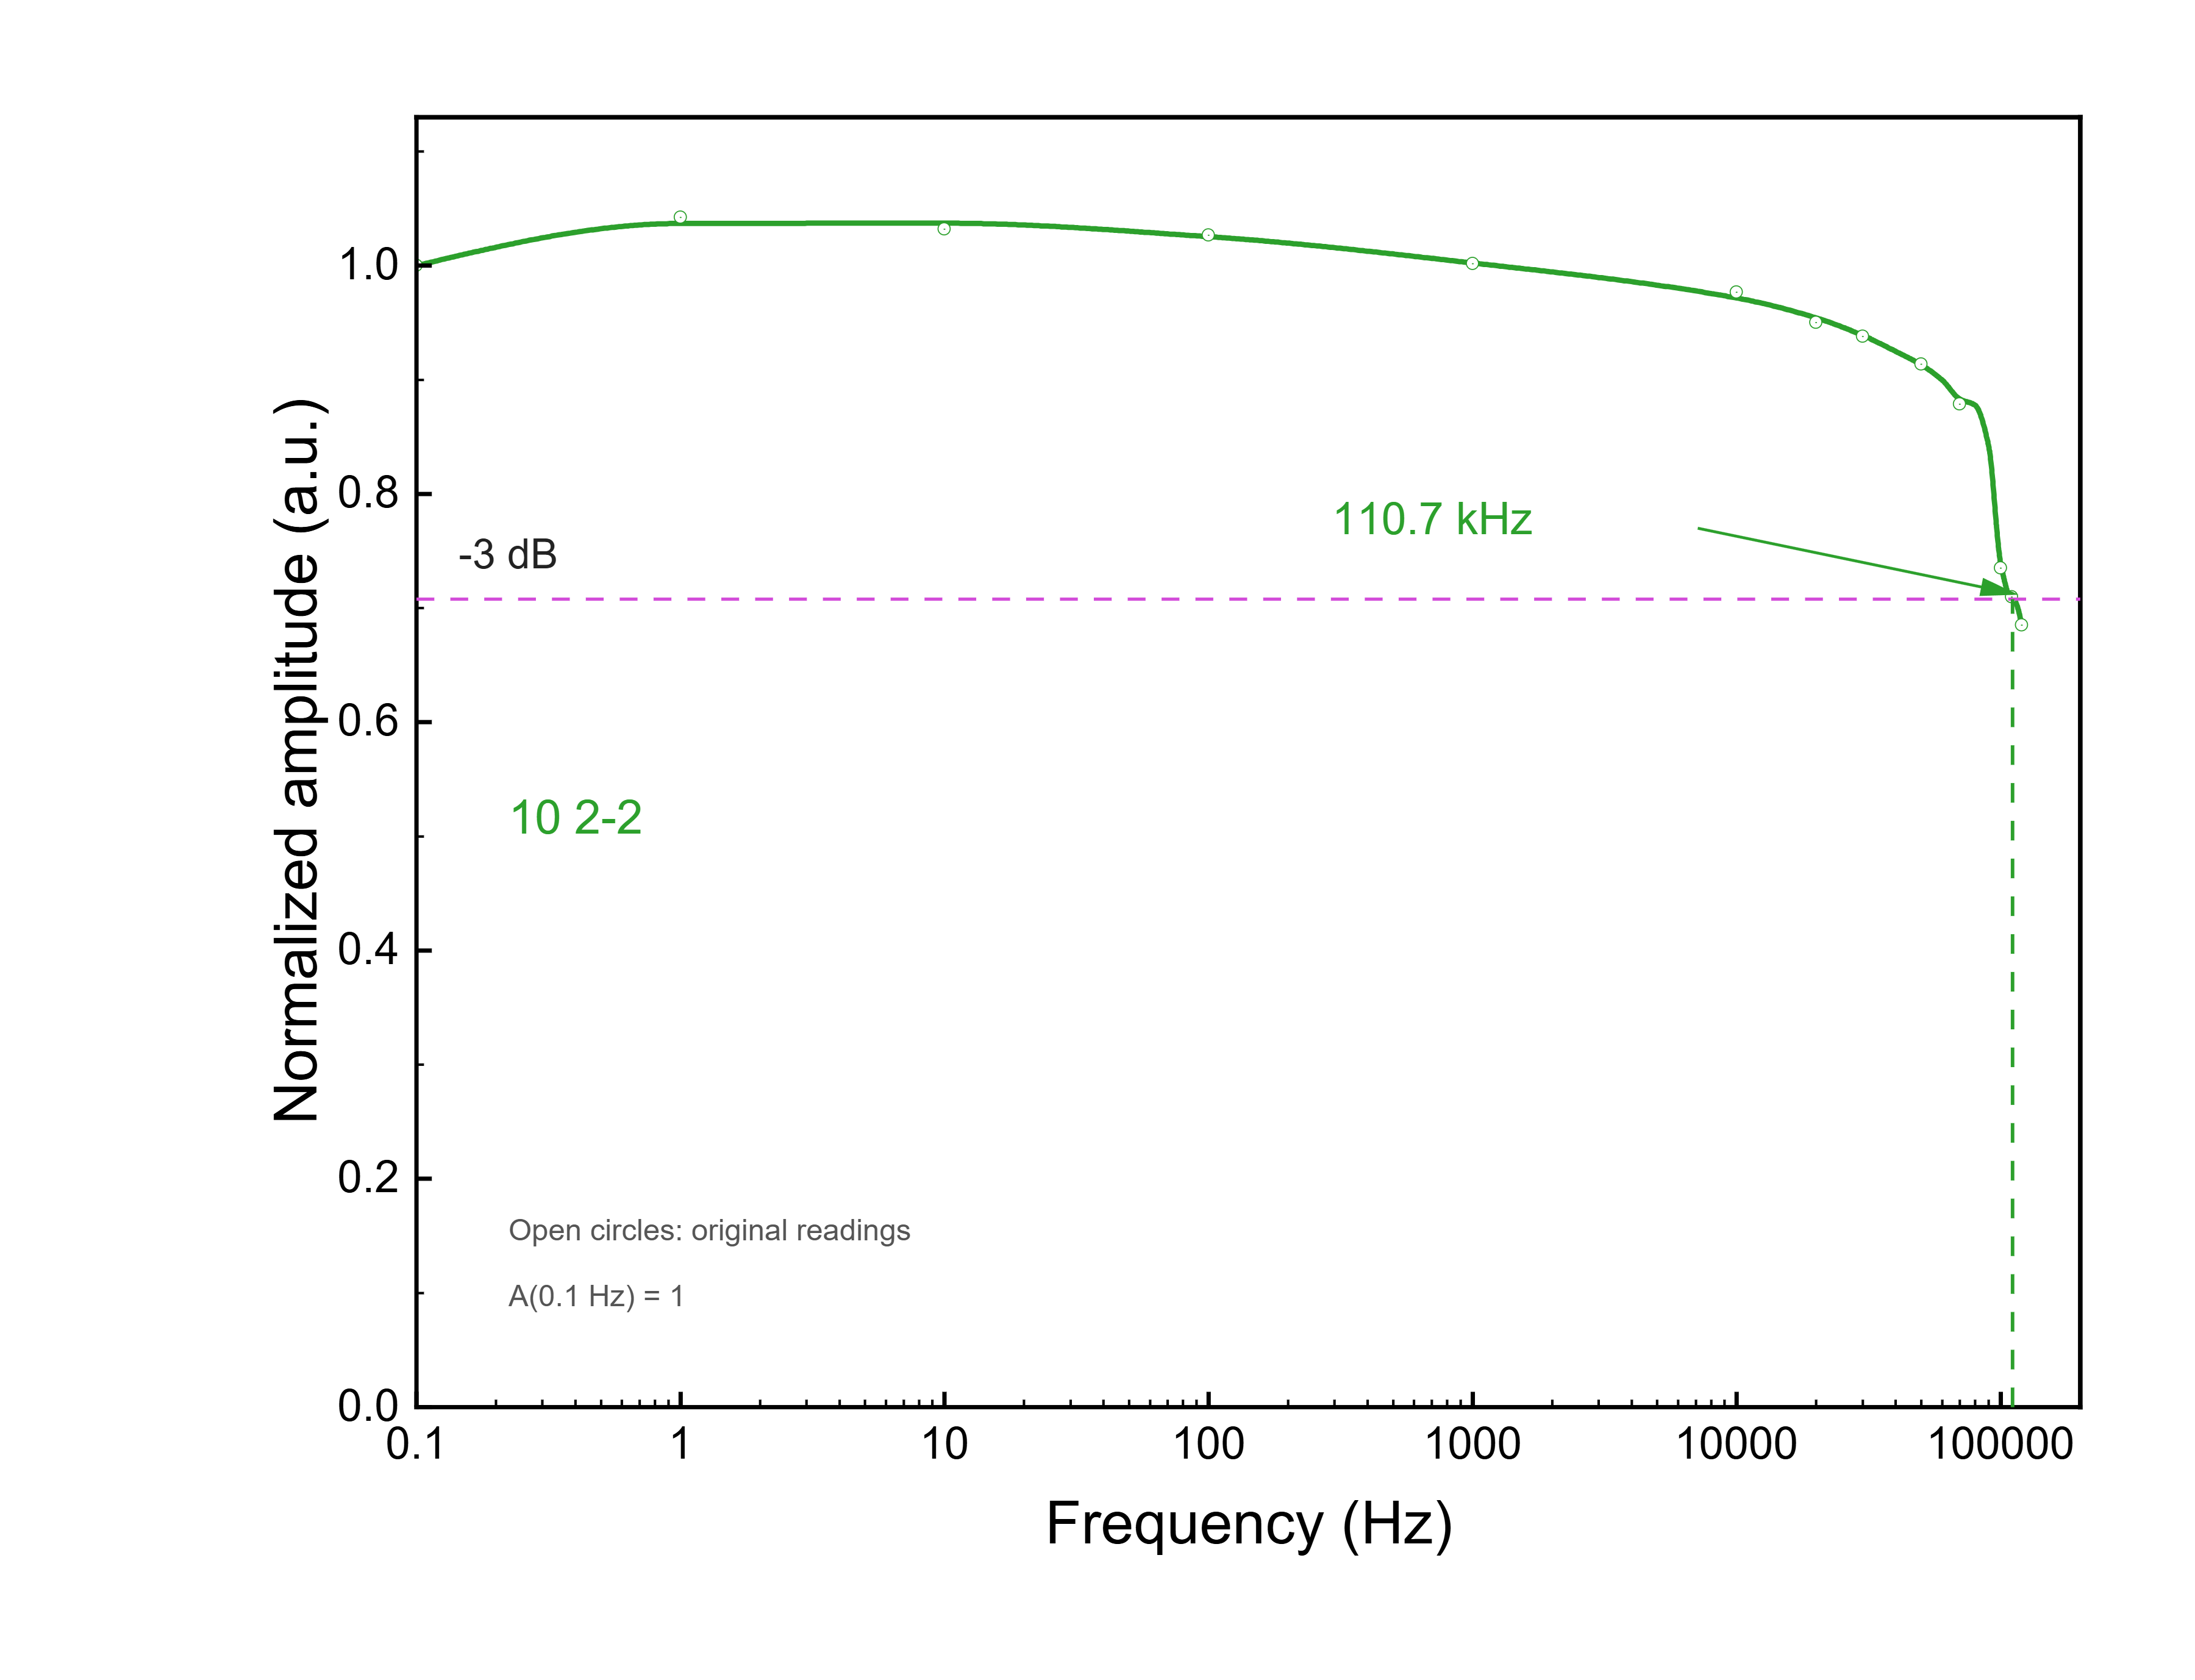 1.0
0.8
0.6
0.4
0.2
0.0
Normalized amplitude (a.u.)
-3 dB
110.7 kHz
10 2-2
Open circles: original readings
A(0.1 Hz) = 1
0.1 1 10 100 1000 10000 100000
Frequency (Hz)